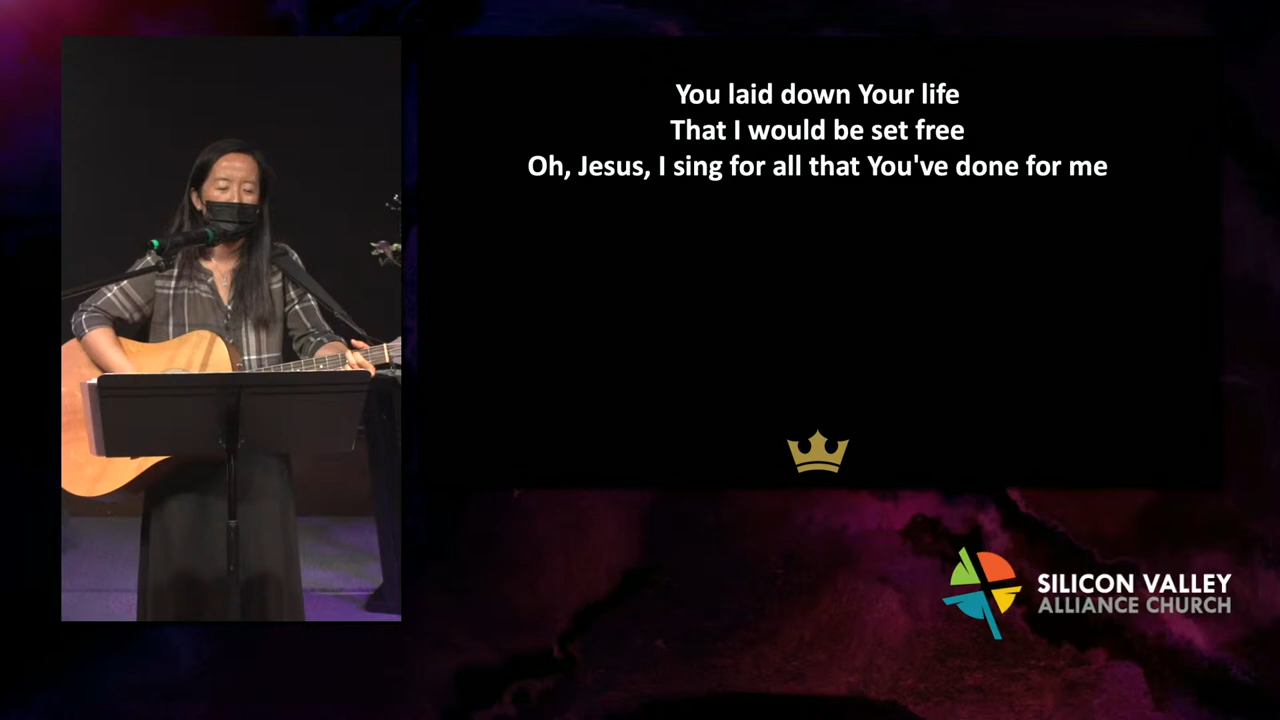 You laid down Your life
That I would be set free
Oh, Jesus, I sing for all that You've done for me
SILICON VALLEY
ALLIANCE CHURCH